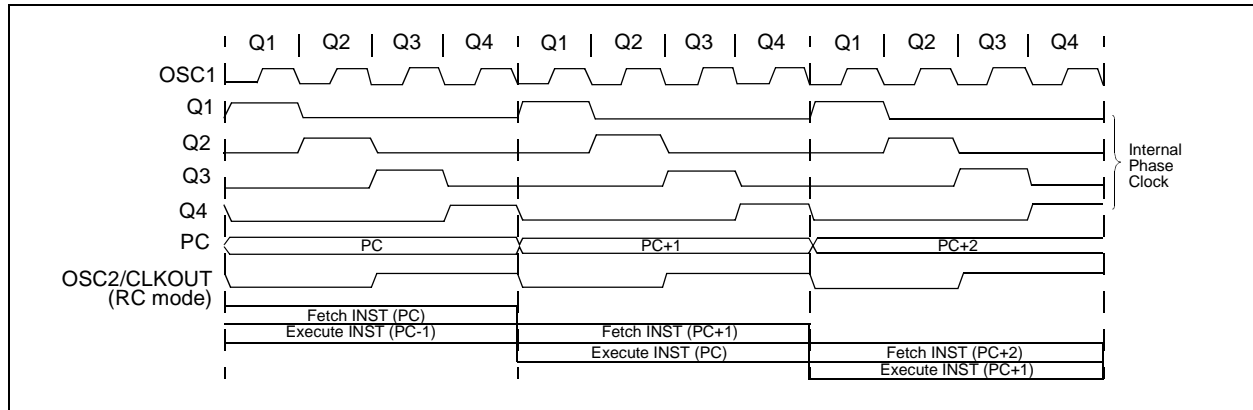 Q1 Q2 Q3 Q4 Q1 Q2 Q3 Q4 Q1 Q2 Q3 Q4
OSC1
Q1
Q2
Q3
Q4
Internal
Phase
Clock
PC PC PC+1 PC+2
OSC2/CLKOUT
(RC mode)
Fetch INST (PC)
Execute INST (PC-1) Fetch INST (PC+1)
Execute INST (PC) Fetch INST (PC+2)
Execute INST (PC+1)